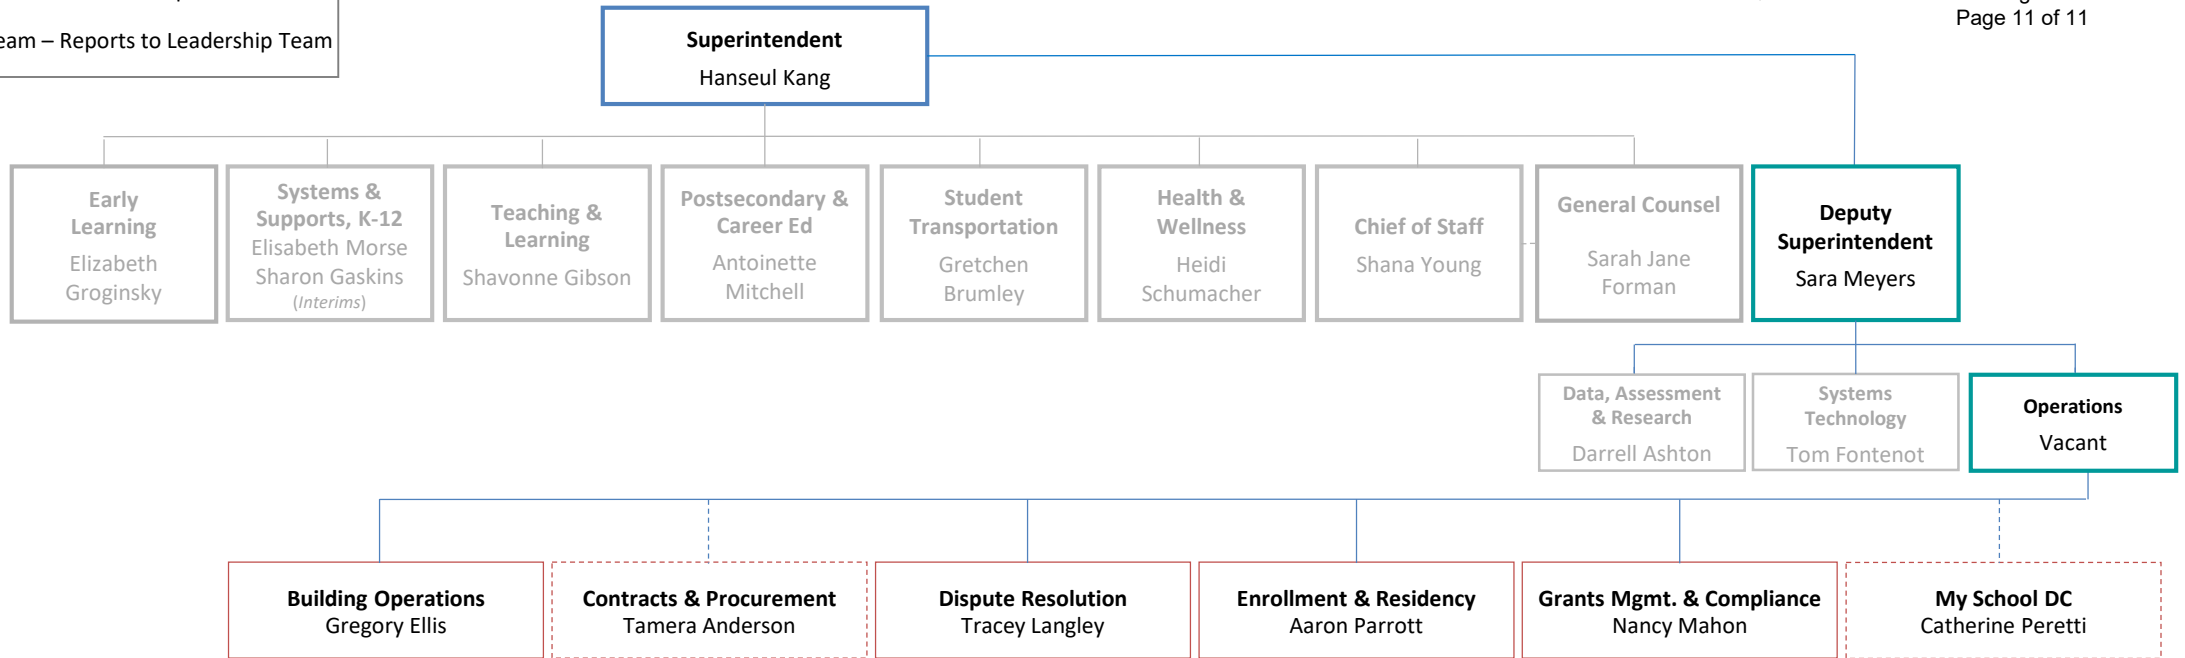 Page 11 of 11
– Reports to Leadership Team
Superintendent
Hanseul Kang
Early
Learning
Elizabeth
Groginsky
Systems &
Supports, K-12
Elisabeth Morse
Sharon Gaskins
(Interims)
Teaching &
Learning
Shavonne Gibson
Postsecondary &
Career Ed
Antoinette
Mitchell
Student
Transportation
Gretchen
Brumley
Health &
Wellness
Heidi
Schumacher
Chief of Staff
Shana Young
General Counsel
Sarah Jane
Forman
Deputy
Superintendent
Sara Meyers
Data, Assessment
& Research
Darrell Ashton
Systems
Technology
Tom Fontenot
Operations
Vacant
Building Operations
Gregory Ellis
Contracts & Procurement
Tamera Anderson
Dispute Resolution
Tracey Langley
Enrollment & Residency
Aaron Parrott
Grants Mgmt. & Compliance
Nancy Mahon
My School DC
Catherine Peretti